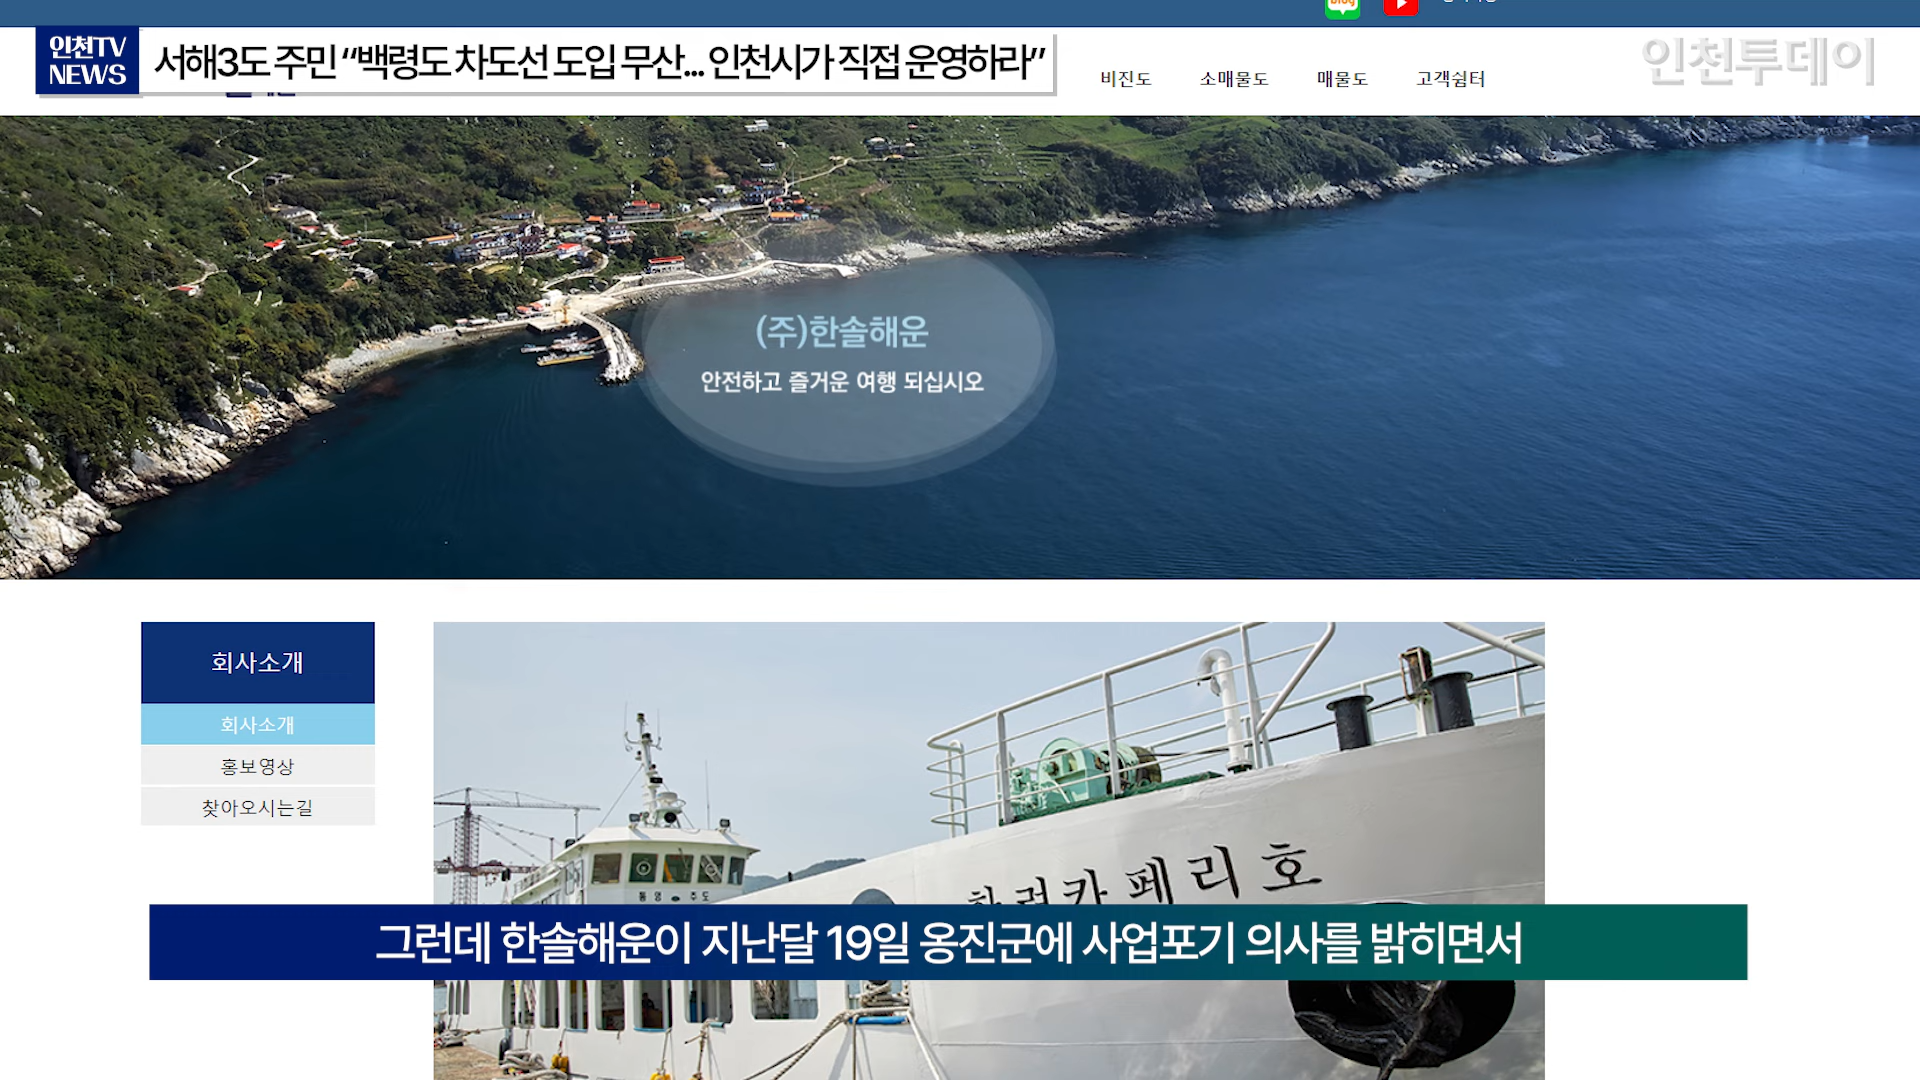 blog
인천TV
NEWS
서해3도 주민 “백령도 차도선 도입 무산... 인천시가 직접 운영하라”
비진도
소매물도
매물도
고객쉼터
인천투데이
(주)한솔해운
안전하고 즐거운 여행 되십시오
회사소개
회사소개
홍보영상
찾아오시는길
카페리호
그런데 한솔해운이 지난달 19일 옹진군에 사업포기 의사를 밝히면서